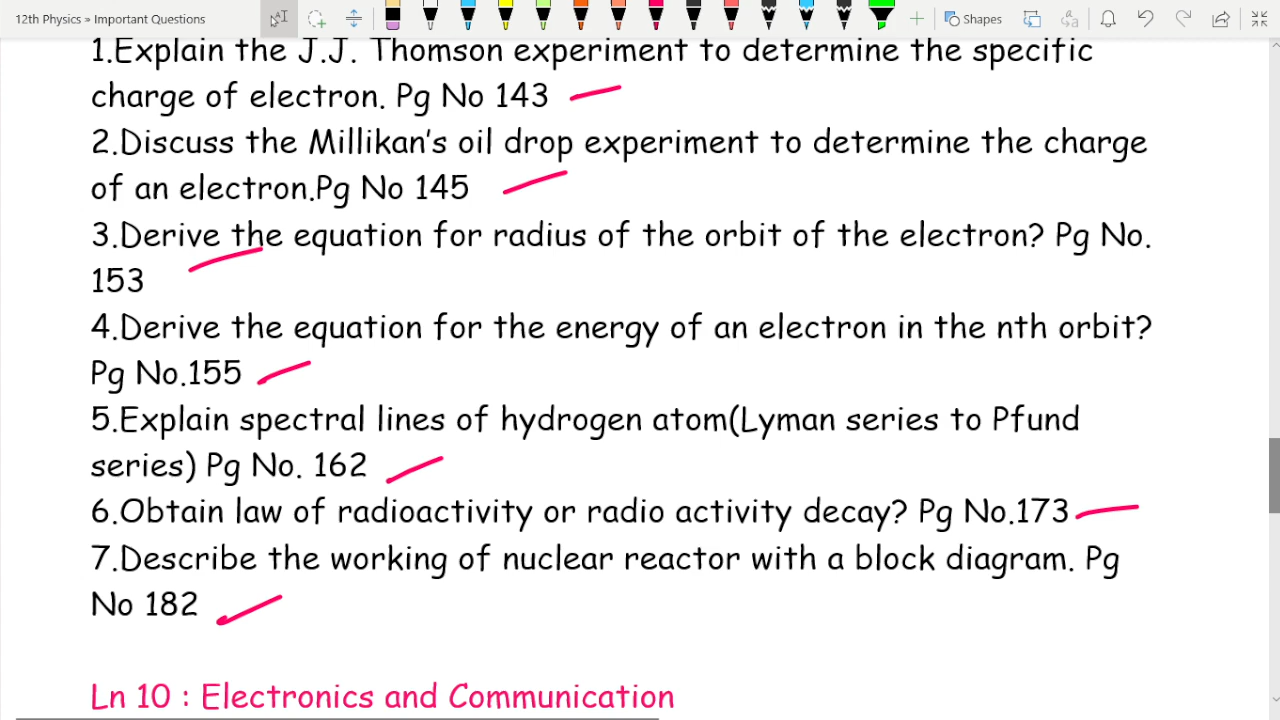 12th Physics » Important Questions
Shapes
1.Explain the J.J. Thomson experiment to determine the specific
charge of electron. Pg No 143
2.Discuss the Millikan's oil drop experiment to determine the charge
of an electron.Pg No 145
3.Derive the equation for radius of the orbit of the electron? Pg No.
153
4.Derive the equation for the energy of an electron in the nth orbit?
Pg No.155
5.Explain spectral lines of hydrogen atom(Lyman series to Pfund
series) Pg No. 162
6.Obtain law of radioactivity or radio activity decay? Pg No.173
7.Describe the working of nuclear reactor with a block diagram. Pg
No 182
Ln 10 : Electronics and Communication